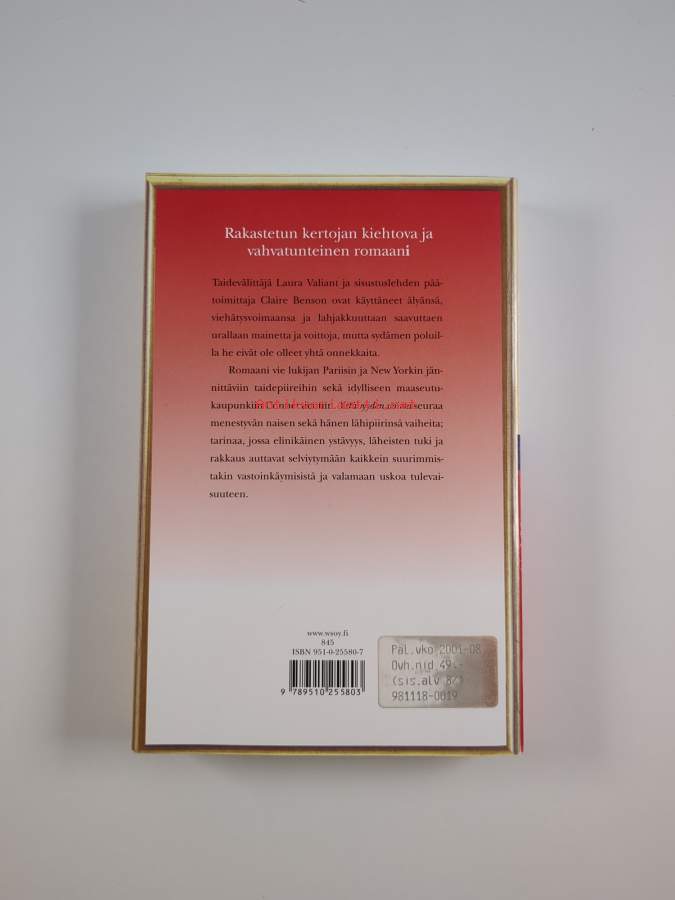 Rakastetun kertojan kiehtova ja
vahvatunteinen romaani
Taidevälittäjä Laura Valiant ja sisustuslehden pää-
toimittaja Claire Benson ovat käyttäneet älyänsä,
viehätysvoimaansa ja lahjakkuuttaan saavuttaen
urallaan mainetta ja voittoja, mutta sydämen poluil-
la he eivät ole olleet yhtä onnekkaita.
Romaani vie lukijan Pariisin ja New Yorkin jän-
nittäviin taidepiireihin sekä idylliseen maaseutu-
seuraa
menestyvän naisen sekä hänen lähipiirinsä vaiheita;
tarinaa, jossa elinikäinen ystävyys, läheisten tuki ja
rakkaus auttavat selviytymään kaikkein suurimmis-
takin vastoinkäymisistä ja valamaan uskoa tulevai-
suuteen.
www.wsoy.fi
845
ISBN 951-0-25580-7
9 789510 255803
Pal.vko 2001-08
Ovh.nid 49.-
(sis.alv 8%)
981118-0019